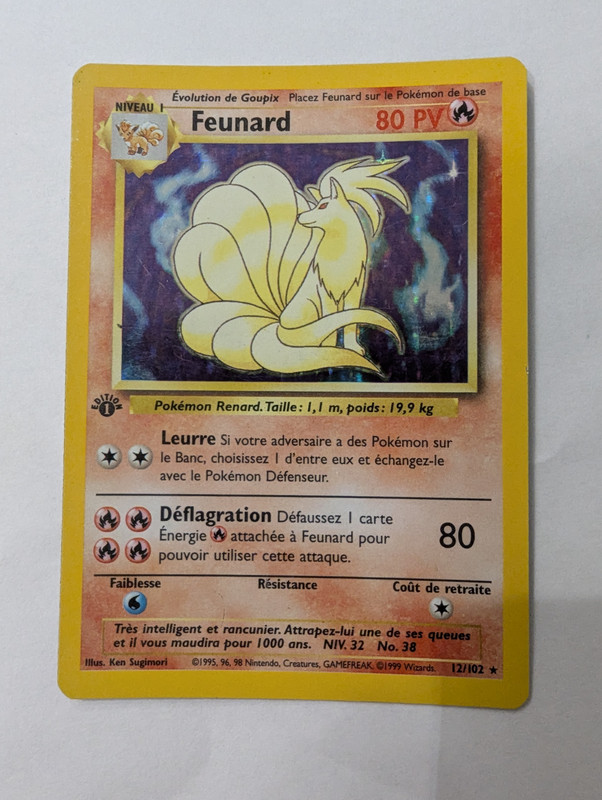 Évolution de Goupix Placez Feunard sur le Pokémon de base
NIVEAU 1
Feunard 80 PV
EDITION 1
Pokémon Renard. Taille: 1,1 m, poids: 19,9 kg
Leurre Si votre adversaire a des Pokémon sur
le Banc, choisissez 1 d'entre eux et échangez-le
avec le Pokémon Défenseur.
Déflagration Défaussez 1 carte
Énergie attachée à Feunard pour
pouvoir utiliser cette attaque.
80
Faiblesse Résistance Coût de retraite
Très intelligent et rancunier. Attrapez-lui une de ses queues
et il vous maudira pour 1000 ans. NIV. 32 No. 38
Illus. Ken Sugimori ©1995, 96, 98 Nintendo, Creatures, GAMEFREAK. ©1999 Wizards. 12/102 ★